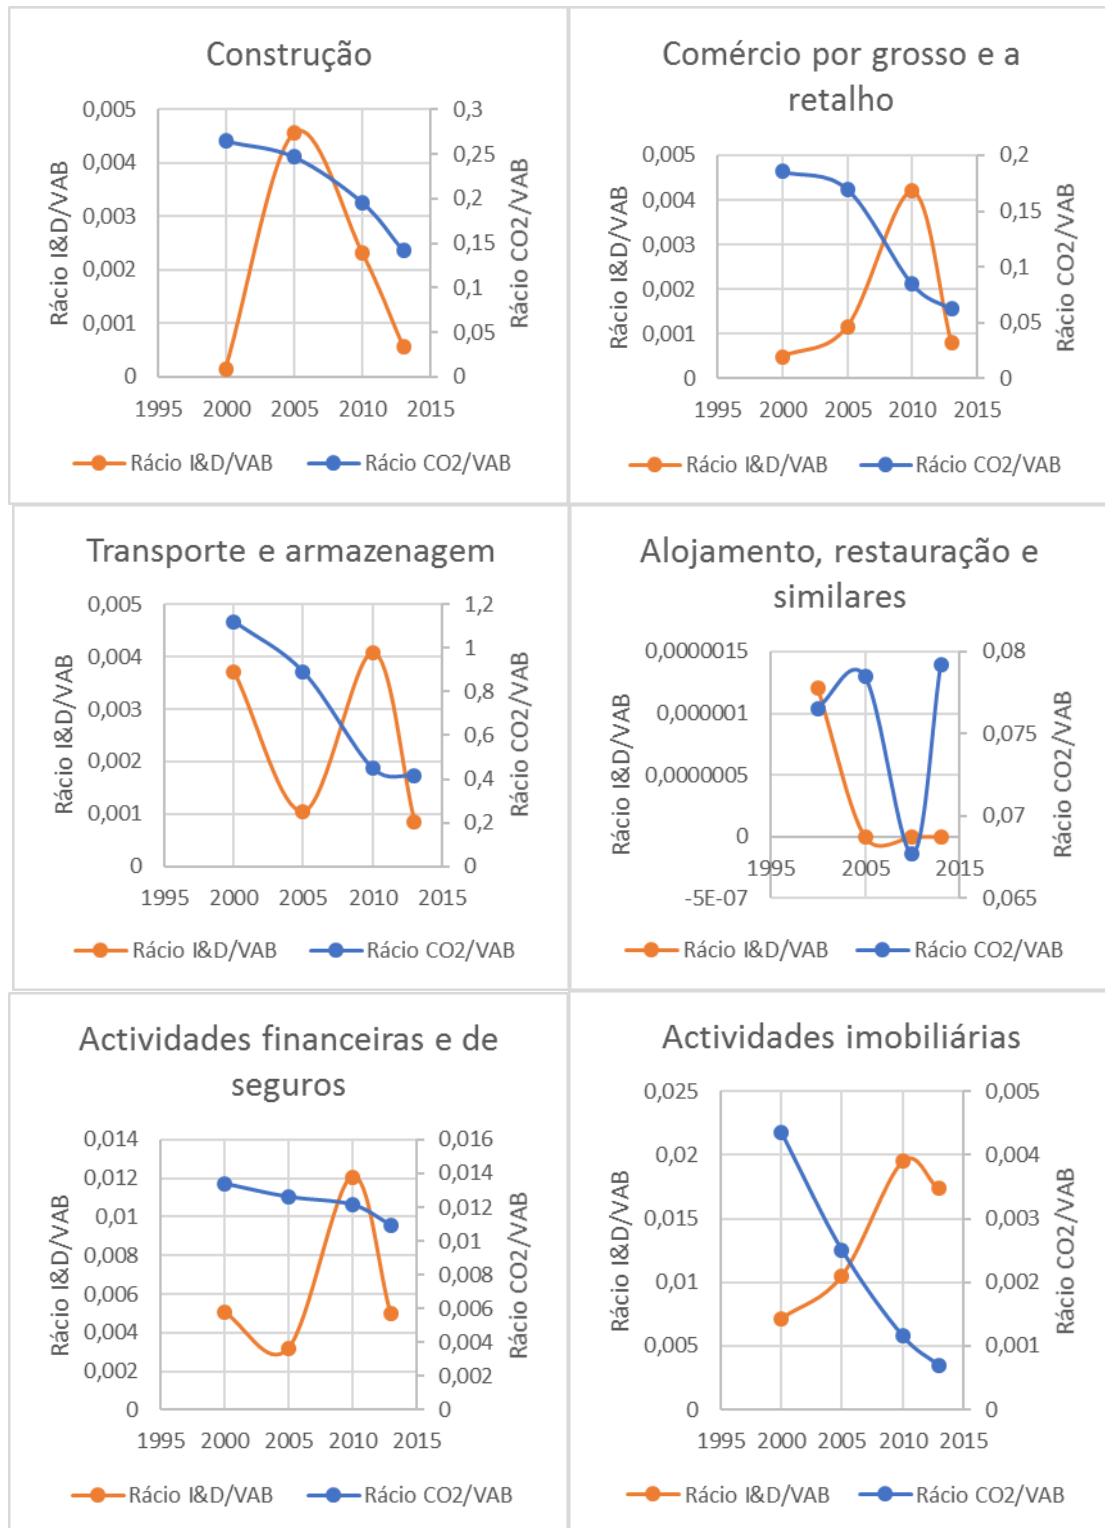 Construção
0,005
0,004
0,003
0,002
0,001
0
0,3
0,25
0,2
0,15
0,1
0,05
0
Rácio I&D/VAB
Rácio CO2/VAB
1995 2000 2005 2010 2015
Rácio I&D/VAB Rácio CO2/VAB
Comércio por grosso e a
retalho
0,005
0,004
0,003
0,002
0,001
0
0,2
0,15
0,1
0,05
0
Rácio I&D/VAB
Rácio CO2/VAB
1995 2000 2005 2010 2015
Rácio I&D/VAB Rácio CO2/VAB
Transporte e armazenagem
0,005
0,004
0,003
0,002
0,001
0
1,2
1
0,8
0,6
0,4
0,2
0
Rácio I&D/VAB
Rácio CO2/VAB
1995 2000 2005 2010 2015
Rácio I&D/VAB Rácio CO2/VAB
Alojamento, restauração e
similares
0,0000015
0,000001
0,0000005
0
-5E-07
0,08
0,075
0,07
0,065
Rácio I&D/VAB
Rácio CO2/VAB
1995 2005 2015
Rácio I&D/VAB Rácio CO2/VAB
Actividades financeiras e de
seguros
0,014
0,012
0,01
0,008
0,006
0,004
0,002
0
0,016
0,014
0,012
0,01
0,008
0,006
0,004
0,002
0
Rácio I&D/VAB
Rácio CO2/VAB
1995 2000 2005 2010 2015
Rácio I&D/VAB Rácio CO2/VAB
Actividades imobiliárias
0,025
0,02
0,015
0,01
0,005
0
0,005
0,004
0,003
0,002
0,001
0
Rácio I&D/VAB
Rácio CO2/VAB
1995 2000 2005 2010 2015
Rácio I&D/VAB Rácio CO2/VAB